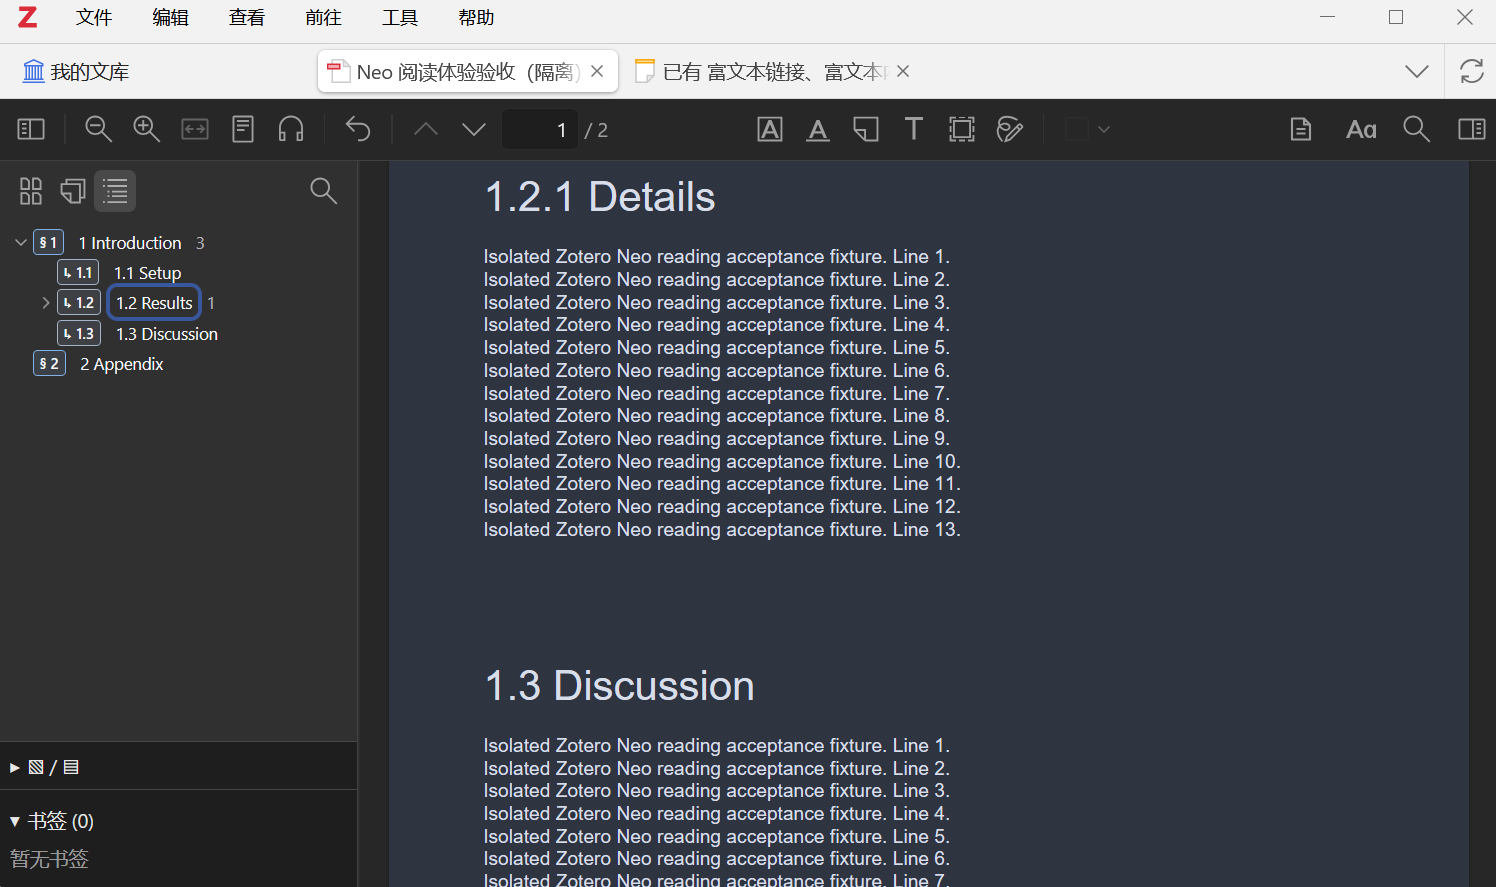 Z 文件 编辑 查看 前往 工具 帮助
我的文库
Neo 阅读体验验收（隔离）
已有 富文本链接、富文本
1 / 2
A A T Aa
§ 1 1 Introduction 3
↳ 1.1 1.1 Setup
↳ 1.2 1.2 Results 1
↳ 1.3 1.3 Discussion
§ 2 2 Appendix
▸ ▧ / ▤
▾ 书签 (0)
暂无书签
1.2.1 Details
Isolated Zotero Neo reading acceptance fixture. Line 1.
Isolated Zotero Neo reading acceptance fixture. Line 2.
Isolated Zotero Neo reading acceptance fixture. Line 3.
Isolated Zotero Neo reading acceptance fixture. Line 4.
Isolated Zotero Neo reading acceptance fixture. Line 5.
Isolated Zotero Neo reading acceptance fixture. Line 6.
Isolated Zotero Neo reading acceptance fixture. Line 7.
Isolated Zotero Neo reading acceptance fixture. Line 8.
Isolated Zotero Neo reading acceptance fixture. Line 9.
Isolated Zotero Neo reading acceptance fixture. Line 10.
Isolated Zotero Neo reading acceptance fixture. Line 11.
Isolated Zotero Neo reading acceptance fixture. Line 12.
Isolated Zotero Neo reading acceptance fixture. Line 13.
1.3 Discussion
Isolated Zotero Neo reading acceptance fixture. Line 1.
Isolated Zotero Neo reading acceptance fixture. Line 2.
Isolated Zotero Neo reading acceptance fixture. Line 3.
Isolated Zotero Neo reading acceptance fixture. Line 4.
Isolated Zotero Neo reading acceptance fixture. Line 5.
Isolated Zotero Neo reading acceptance fixture. Line 6.
Isolated Zotero Neo reading acceptance fixture. Line 7.